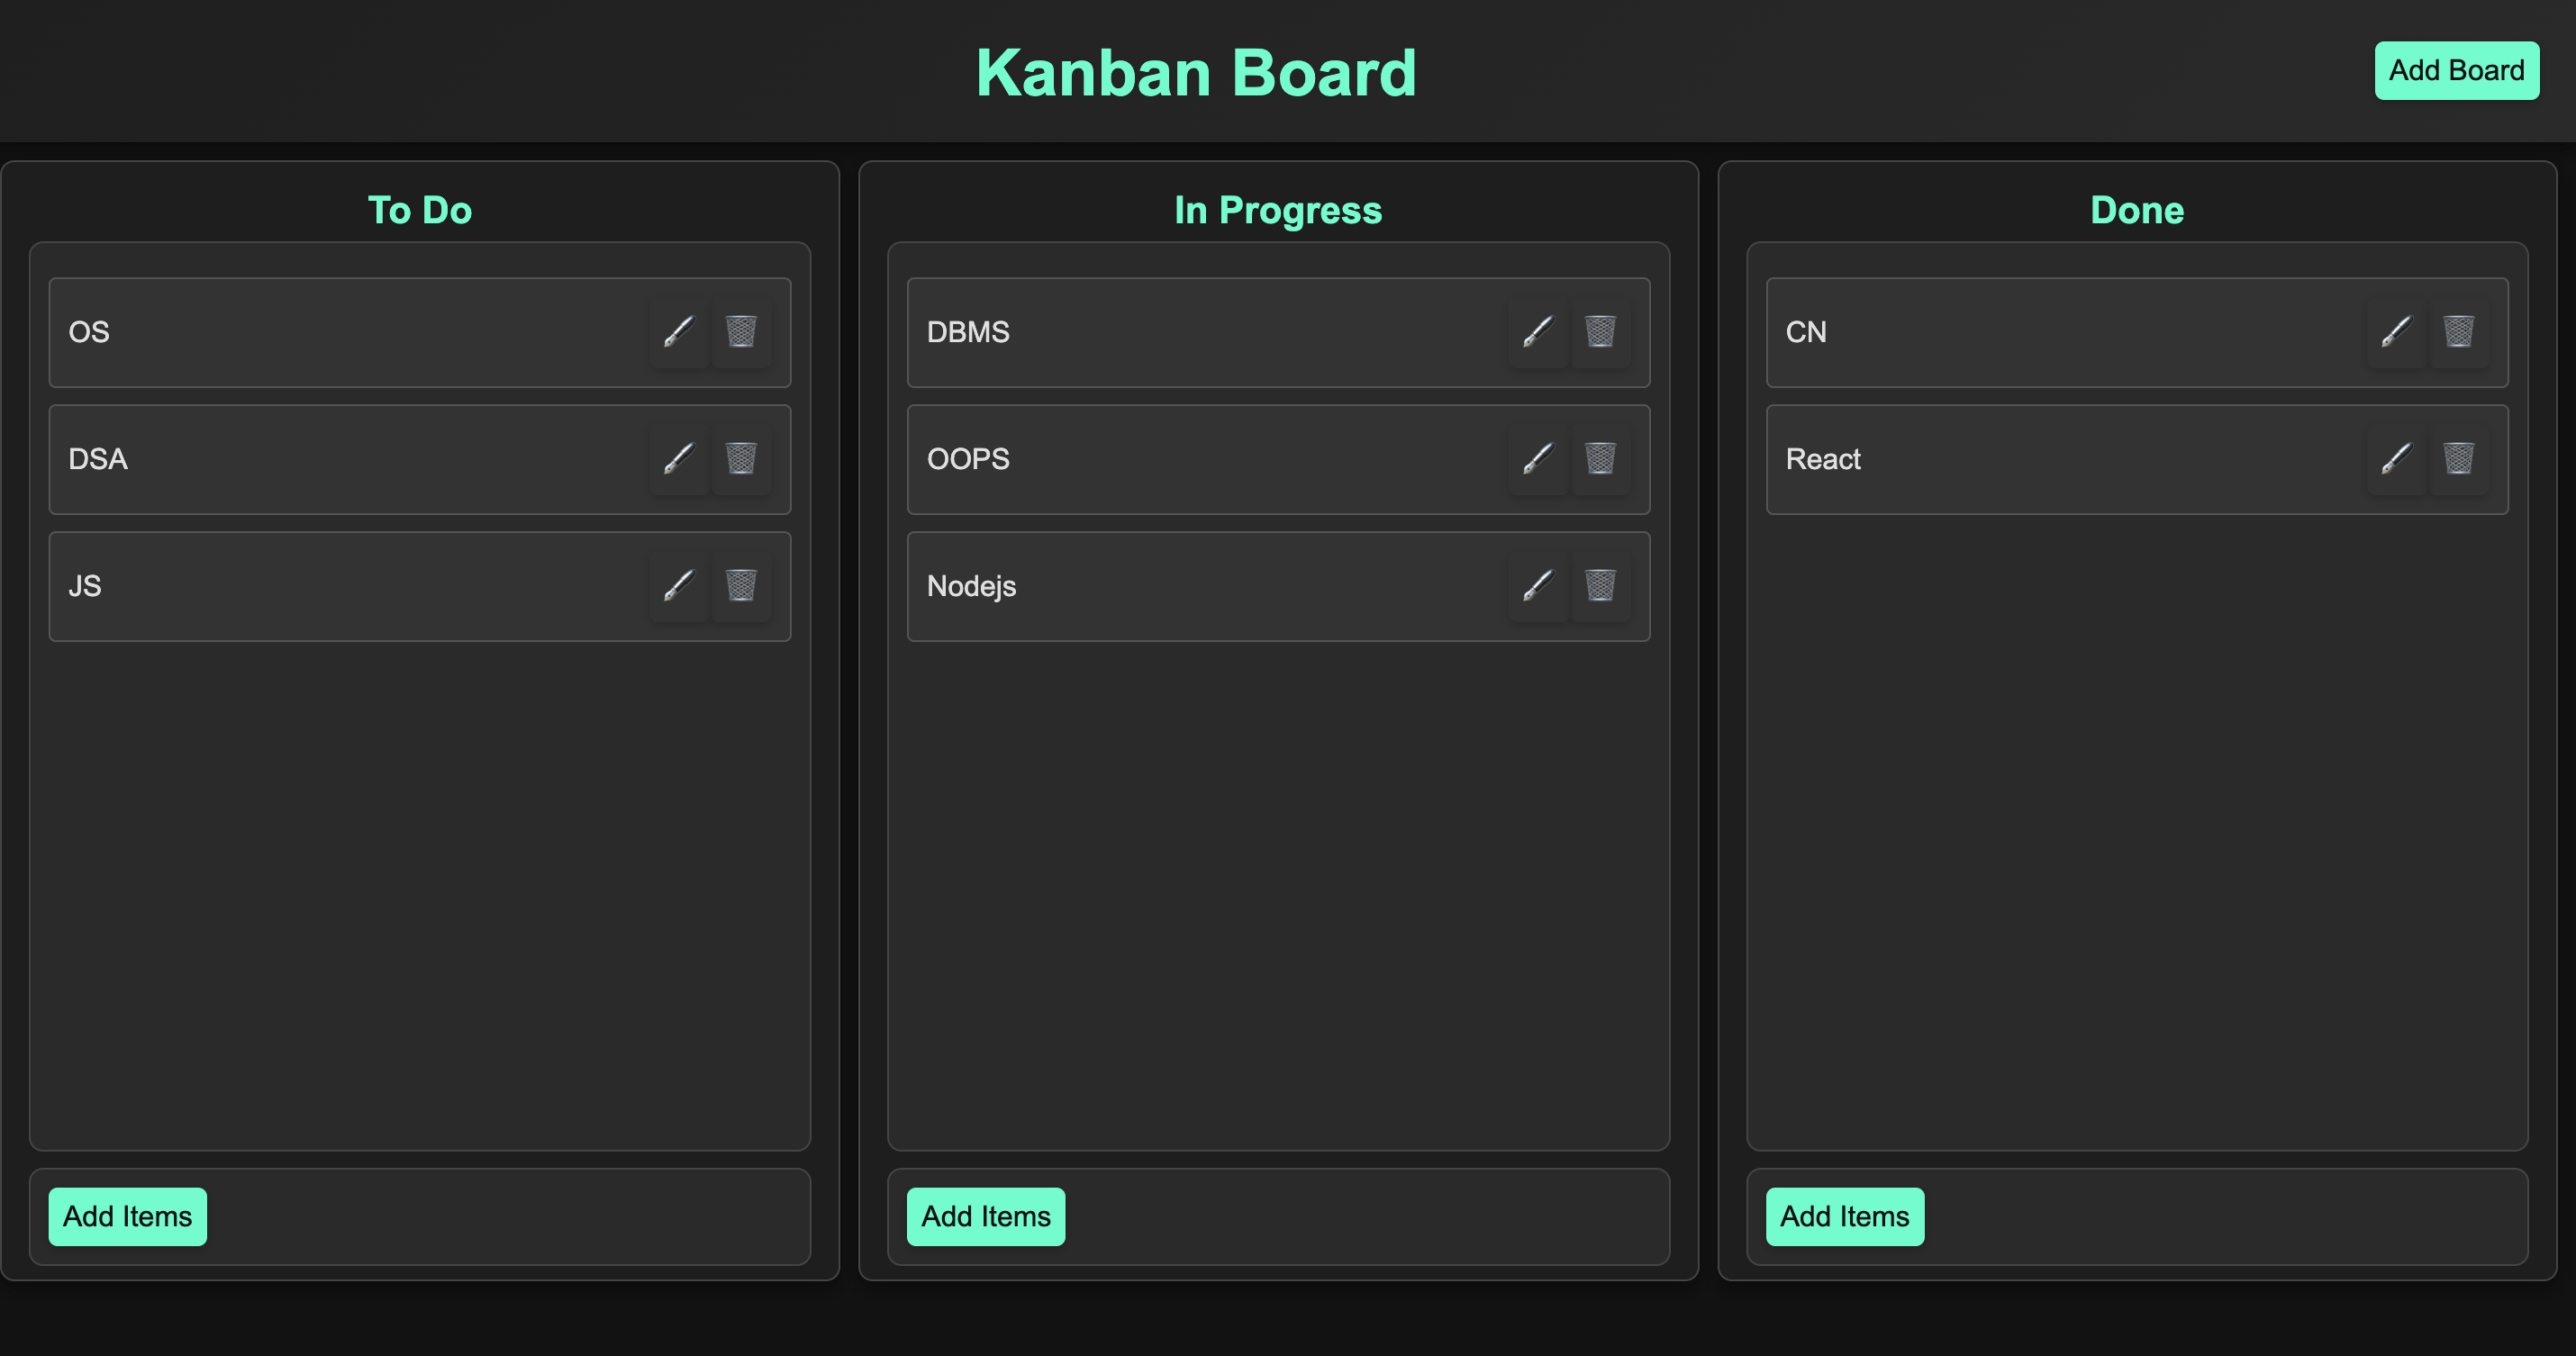 Kanban Board
Add Board
To Do
OS
DSA
JS
Add Items
In Progress
DBMS
OOPS
Nodejs
Add Items
Done
CN
React
Add Items